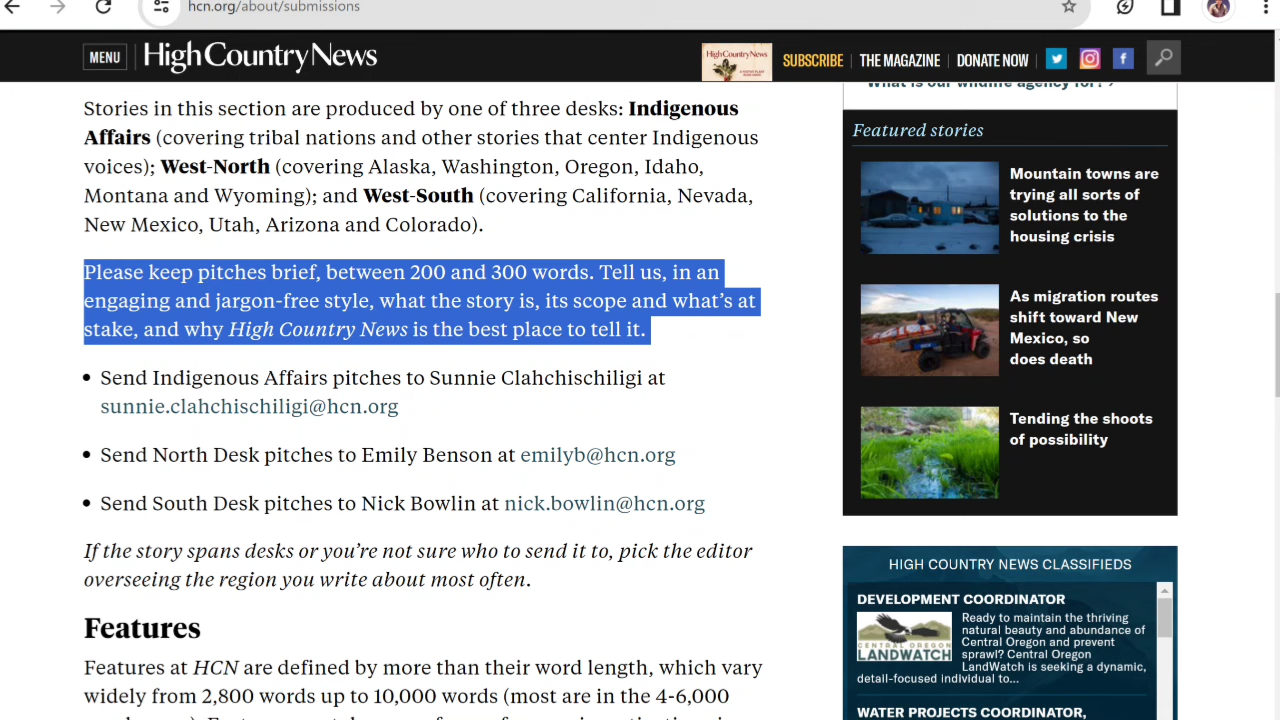 hcn.org/about/submissions
MENU
High Country News
High Country News
SUBSCRIBE
THE MAGAZINE
DONATE NOW
Stories in this section are produced by one of three desks: Indigenous
Affairs (covering tribal nations and other stories that center Indigenous
voices); West-North (covering Alaska, Washington, Oregon, Idaho,
Montana and Wyoming); and West-South (covering California, Nevada,
New Mexico, Utah, Arizona and Colorado).
Please keep pitches brief, between 200 and 300 words. Tell us, in an
engaging and jargon-free style, what the story is, its scope and what’s at
stake, and why High Country News is the best place to tell it.
• Send Indigenous Affairs pitches to Sunnie Clahchischiligi at
sunnie.clahchischiligi@hcn.org
• Send North Desk pitches to Emily Benson at emilyb@hcn.org
• Send South Desk pitches to Nick Bowlin at nick.bowlin@hcn.org
If the story spans desks or you’re not sure who to send it to, pick the editor
overseeing the region you write about most often.
Features
Features at HCN are defined by more than their word length, which vary
widely from 2,800 words up to 10,000 words (most are in the 4-6,000
What is our wildlife agency for? ›
Featured stories
Mountain towns are
trying all sorts of
solutions to the
housing crisis
As migration routes
shift toward New
Mexico, so
does death
Tending the shoots
of possibility
HIGH COUNTRY NEWS CLASSIFIEDS
DEVELOPMENT COORDINATOR
CENTRAL OREGON
LANDWATCH
Ready to maintain the thriving
natural beauty and abundance of
Central Oregon and prevent
sprawl? Central Oregon
LandWatch is seeking a dynamic,
detail-focused individual to...
WATER PROJECTS COORDINATOR,